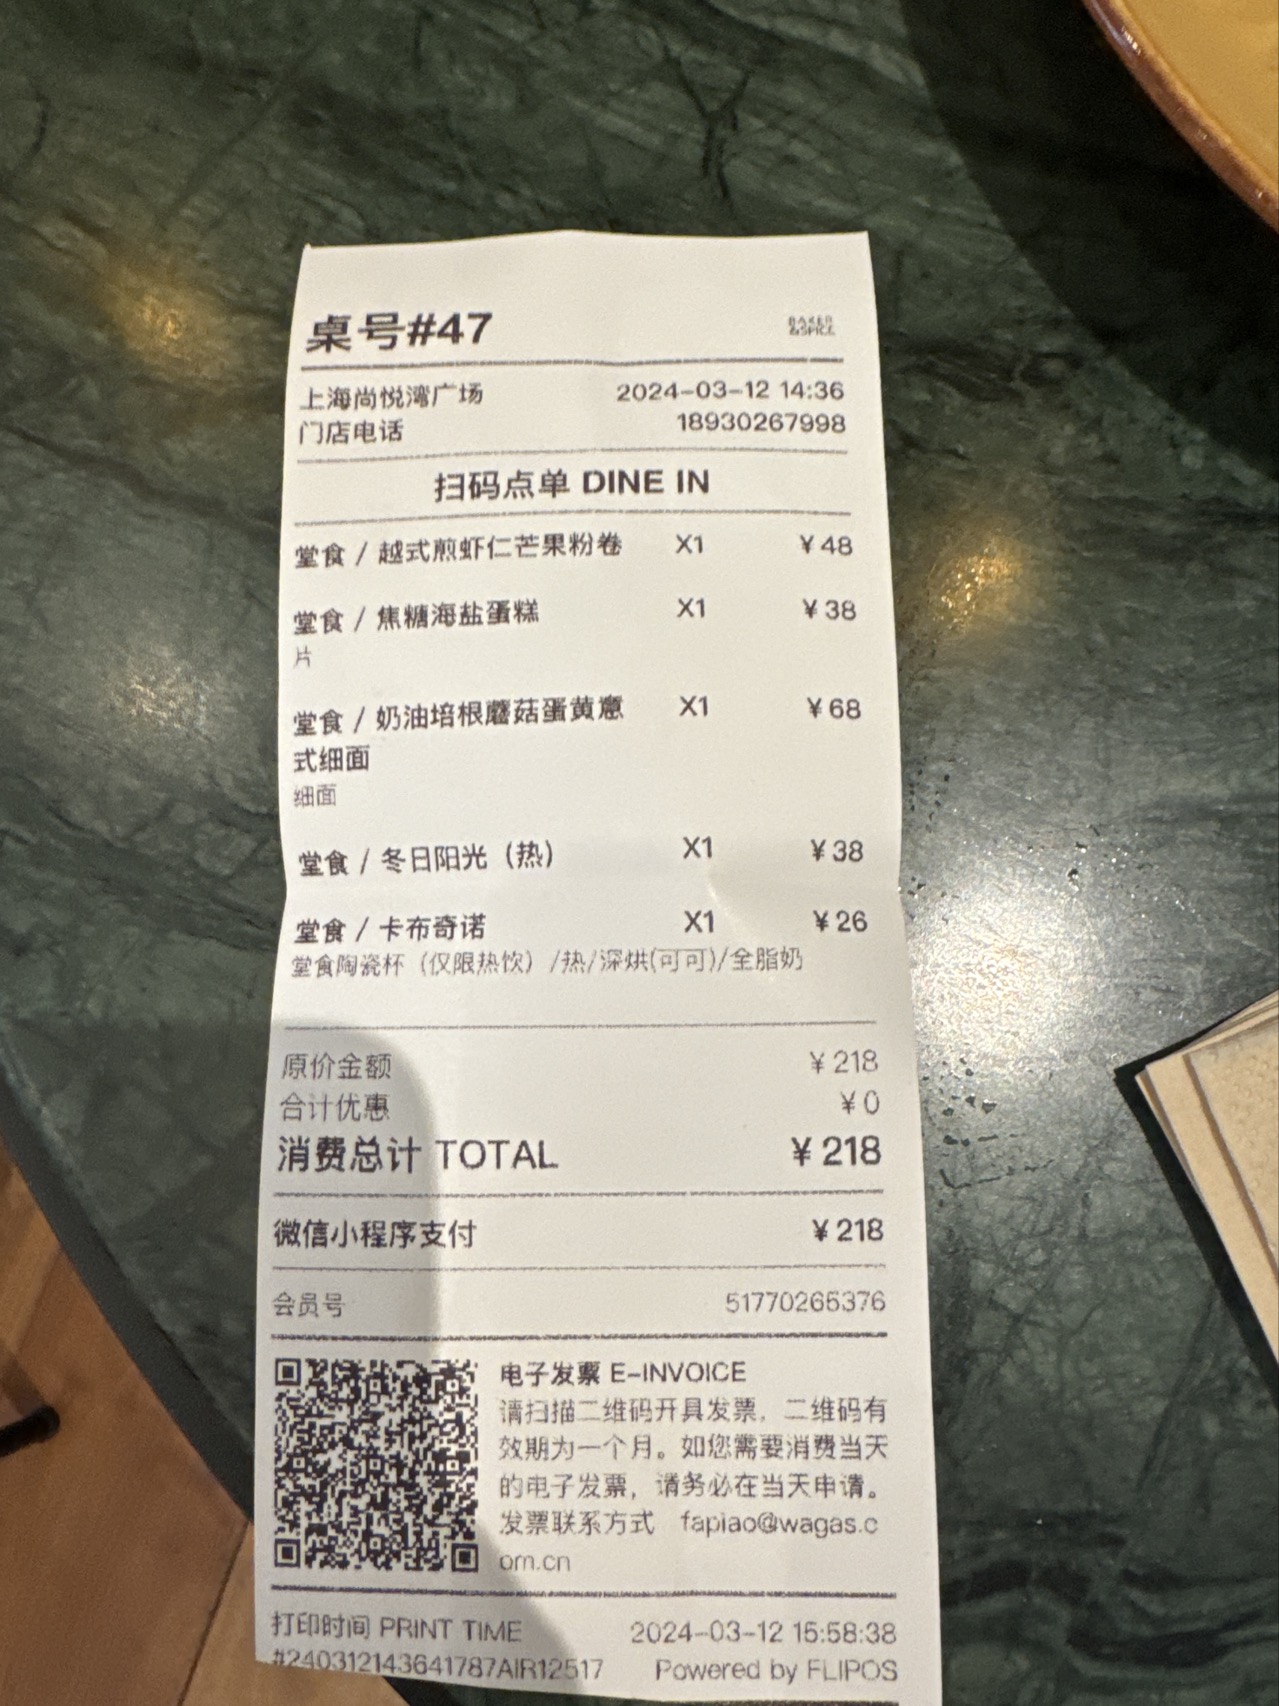 桌号#47
BAKER
&SPICE
上海尚悦湾广场 2024-03-12 14:36
门店电话 18930267998
扫码点单 DINE IN
堂食 / 越式煎虾仁芒果粉卷 X1 ¥48
堂食 / 焦糖海盐蛋糕 X1 ¥38
片
堂食 / 奶油培根蘑菇蛋黄意 X1 ¥68
式细面
细面
堂食 / 冬日阳光（热） X1 ¥38
堂食 / 卡布奇诺 X1 ¥26
堂食陶瓷杯（仅限热饮）/热/深烘(可可)/全脂奶
原价金额 ¥218
合计优惠 ¥0
消费总计 TOTAL ¥218
微信小程序支付 ¥218
会员号 51770265376
电子发票 E-INVOICE
请扫描二维码开具发票，二维码有
效期为一个月。如您需要消费当天
的电子发票，请务必在当天申请。
发票联系方式 fapiao@wagas.c
om.cn
打印时间 PRINT TIME 2024-03-12 15:58:38
#240312143641787AIR12517 Powered by FLIPOS